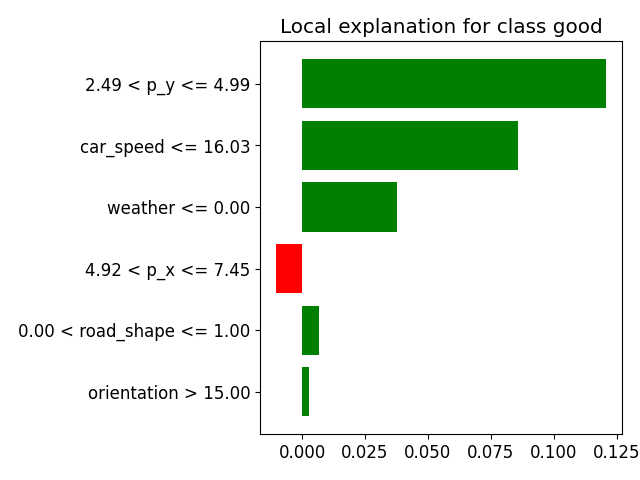 Local explanation for class good
2.49 < p_y <= 4.99
car_speed <= 16.03
weather <= 0.00
4.92 < p_x <= 7.45
0.00 < road_shape <= 1.00
orientation > 15.00
0.000 0.025 0.050 0.075 0.100 0.125